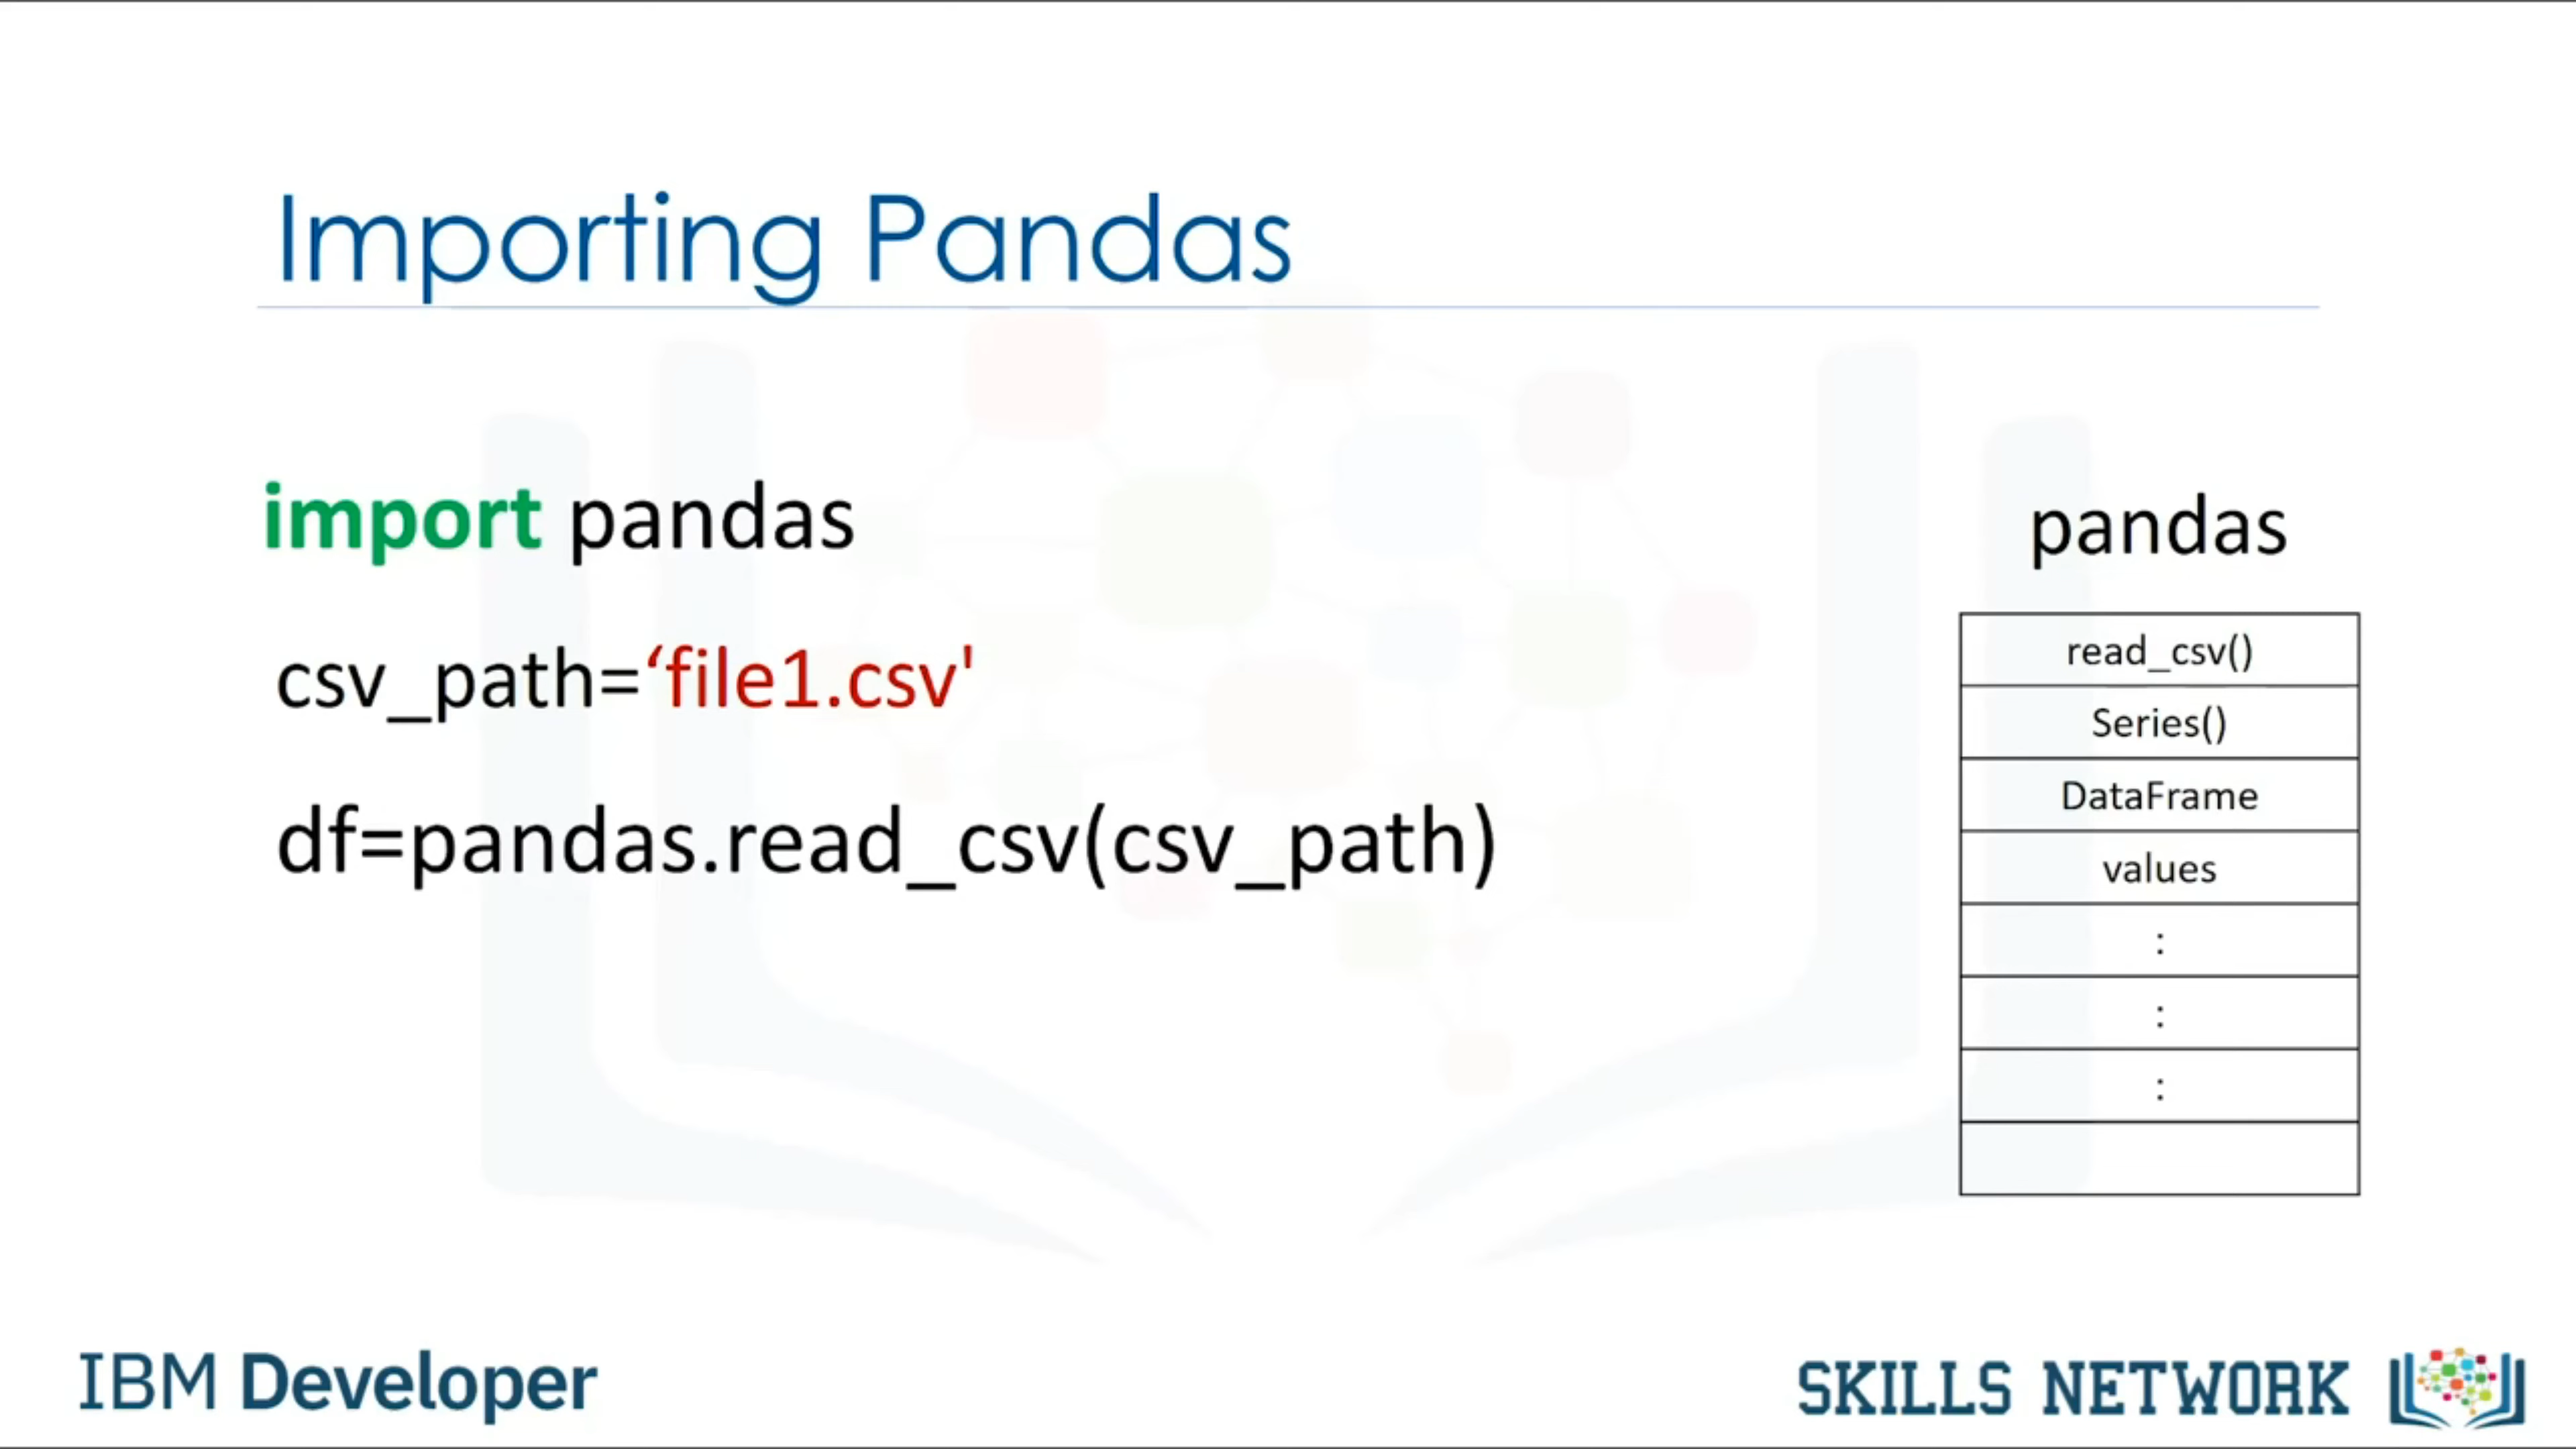 Importing Pandas
import pandas
csv_path=‘file1.csv'
df=pandas.read_csv(csv_path)
pandas
read_csv()
Series()
DataFrame
values
:
:
:
IBM Developer
SKILLS NETWORK